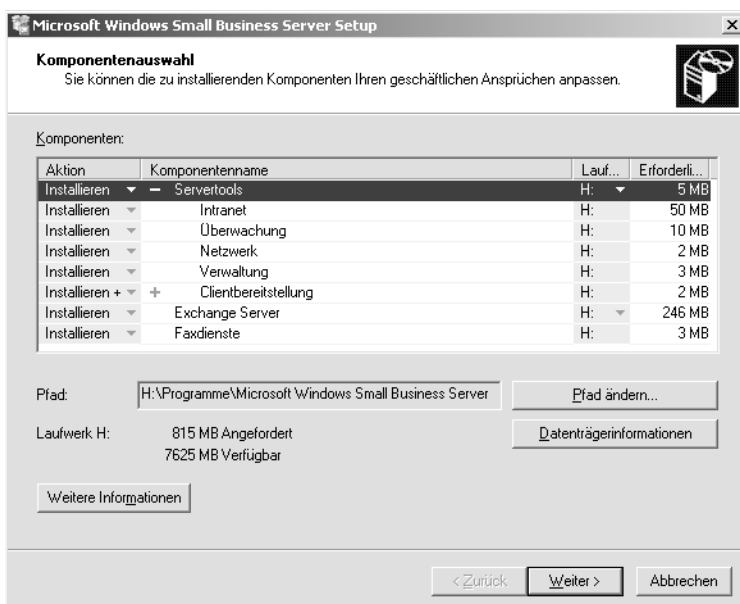 Microsoft Windows Small Business Server Setup
Komponentenauswahl
Sie können die zu installierenden Komponenten Ihren geschäftlichen Ansprüchen anpassen.
Komponenten:
Aktion Komponentenname Lauf... Erforderli...
Installieren Servertools H: 5 MB
Installieren Intranet H: 50 MB
Installieren Überwachung H: 10 MB
Installieren Netzwerk H: 2 MB
Installieren Verwaltung H: 3 MB
Installieren + Clientbereitstellung H: 2 MB
Installieren Exchange Server H: 246 MB
Installieren Faxdienste H: 3 MB
Pfad: H:\Programme\Microsoft Windows Small Business Server Pfad ändern...
Laufwerk H: 815 MB Angefordert Datenträgerinformationen
7625 MB Verfügbar
Weitere Informationen
< Zurück Weiter > Abbrechen